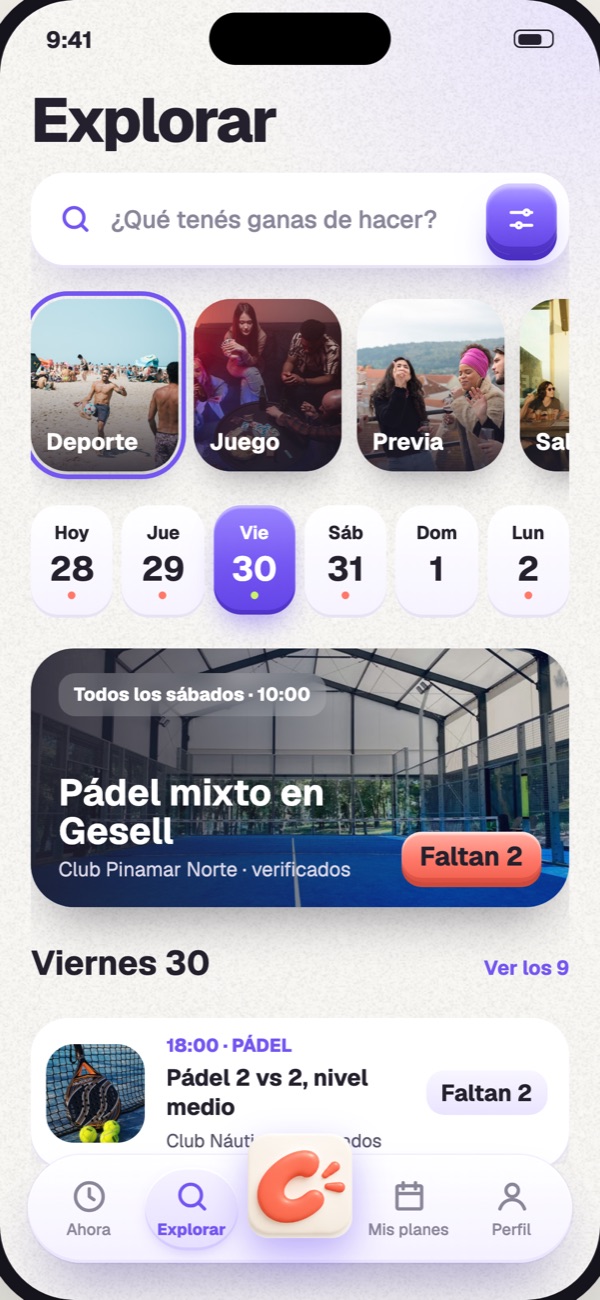 9:41
Explorar
¿Qué tenés ganas de hacer?
Deporte
Juego
Previa
Sal
Hoy
28
Jue
29
Vie
30
Sáb
31
Dom
1
Lun
2
Todos los sábados · 10:00
Pádel mixto en
Gesell
Club Pinamar Norte · verificados
Faltan 2
Viernes 30
Ver los 9
18:00 · PÁDEL
Pádel 2 vs 2, nivel
medio
Faltan 2
Club
Ahora
Explorar
Mis planes
Perfil